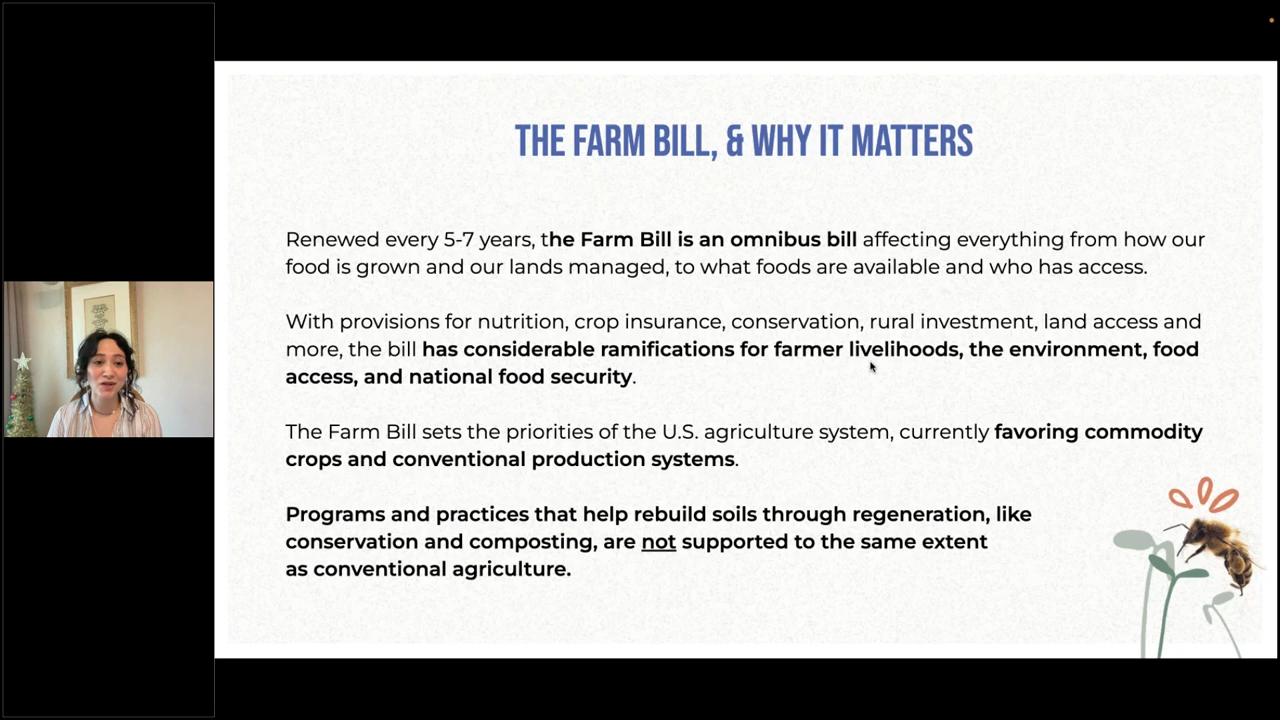 THE FARM BILL, & WHY IT MATTERS
Renewed every 5-7 years, the Farm Bill is an omnibus bill affecting everything from how our
food is grown and our lands managed, to what foods are available and who has access.
With provisions for nutrition, crop insurance, conservation, rural investment, land access and
more, the bill has considerable ramifications for farmer livelihoods, the environment, food
access, and national food security.
The Farm Bill sets the priorities of the U.S. agriculture system, currently favoring commodity
crops and conventional production systems.
Programs and practices that help rebuild soils through regeneration, like
conservation and composting, are not supported to the same extent
as conventional agriculture.